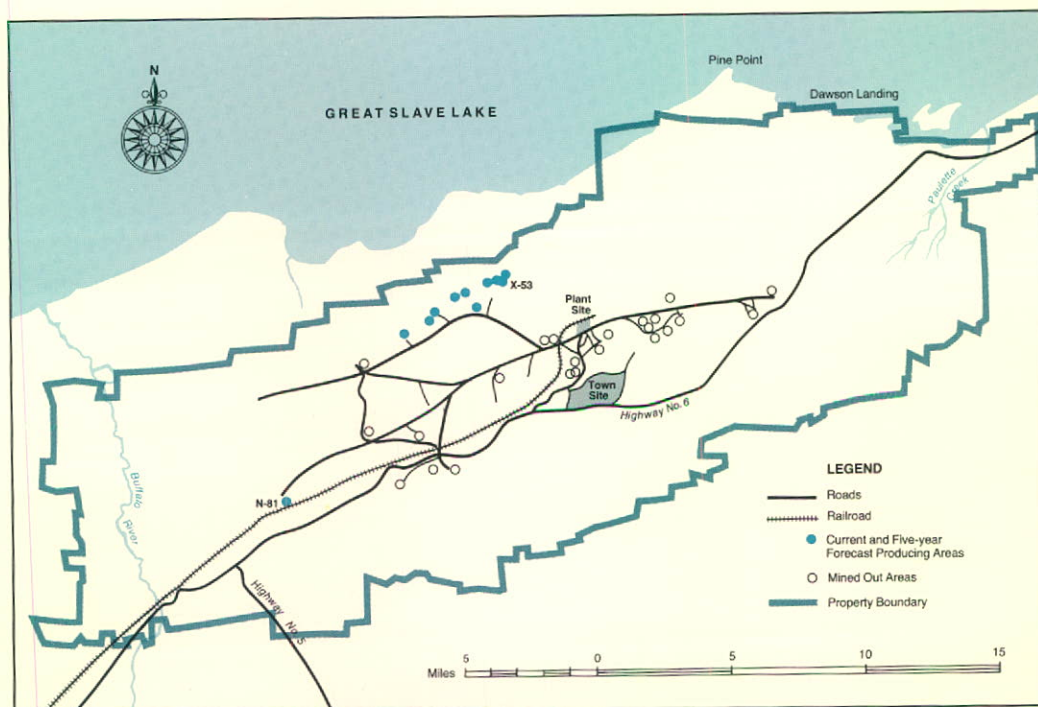 Pine Point
N
Dawson Landing
GREAT SLAVE LAKE
Paulette
Creek
X-53
Plant
Site
Town
Site
Highway No. 6
LEGEND
Roads
Railroad
Current and Five-year
Forecast Producing Areas
Mined Out Areas
Property Boundary
Buffalo
River
N-81
Highway No. 5
5 0 5 10 15
Miles